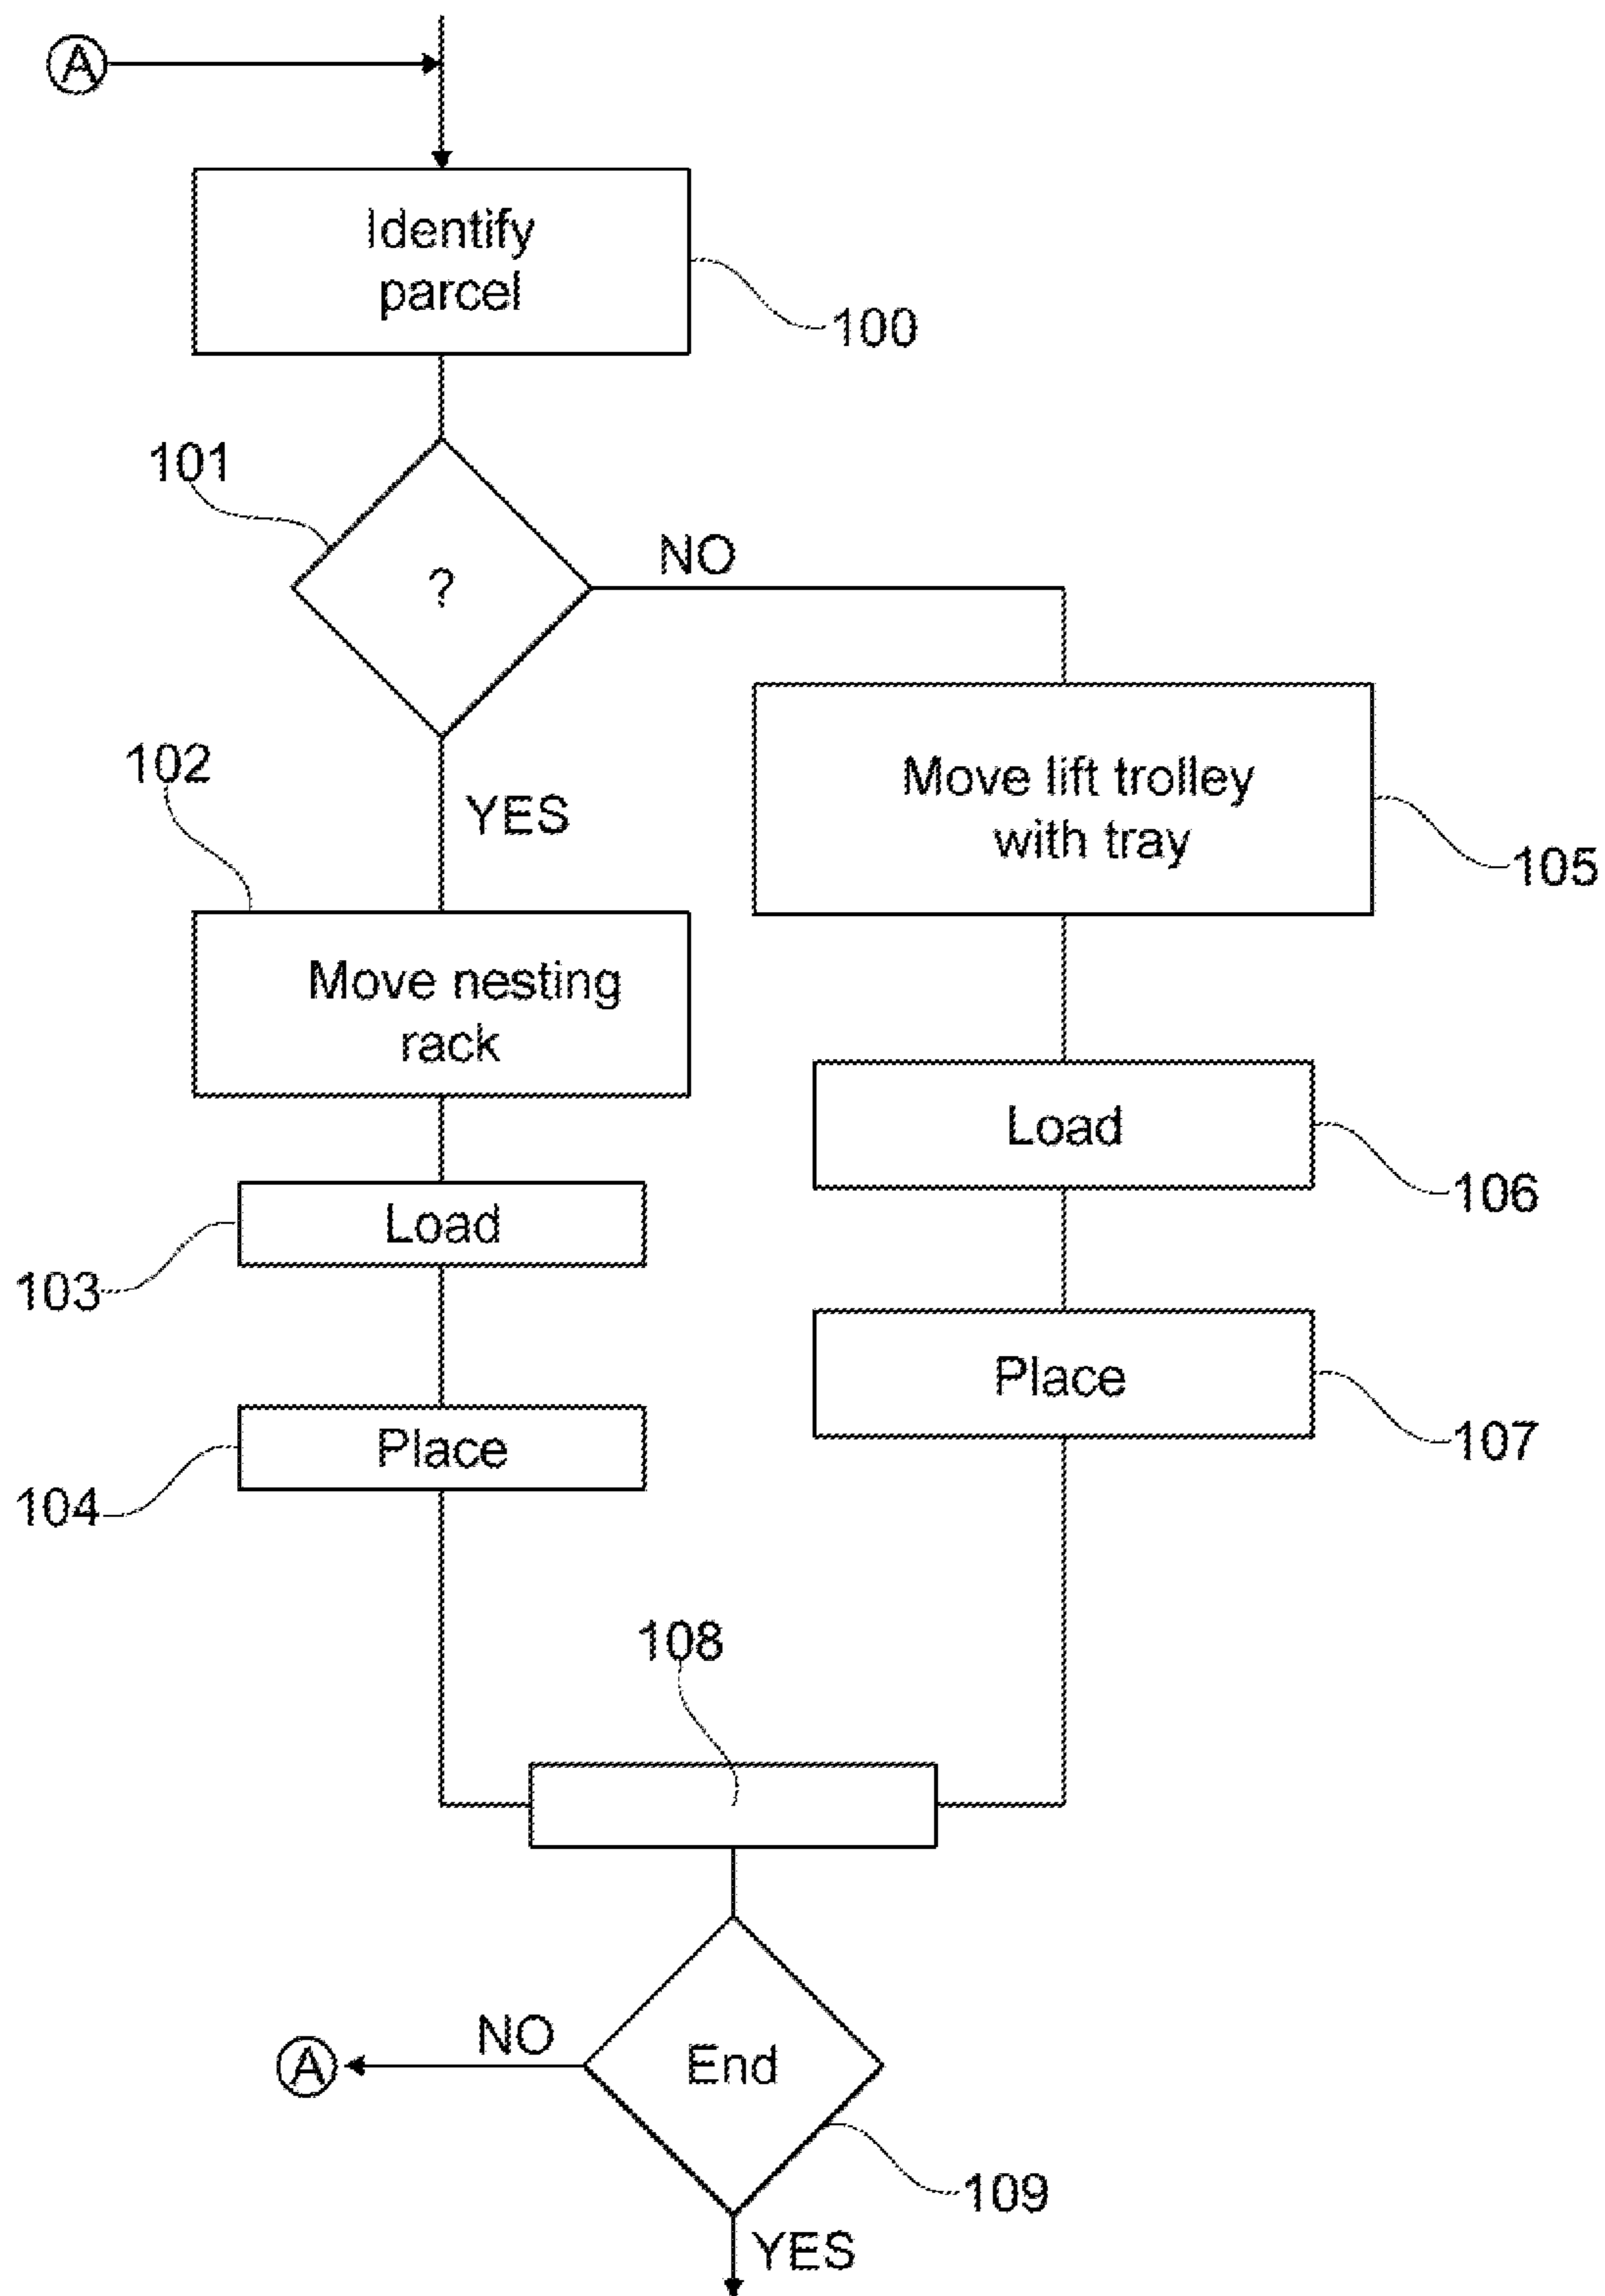 A
Identify
parcel
100
101
?
NO
102
YES
Move lift trolley
with tray
105
Move nesting
rack
Load
106
Load
103
Place
107
Place
104
108
A
NO
End
109
YES